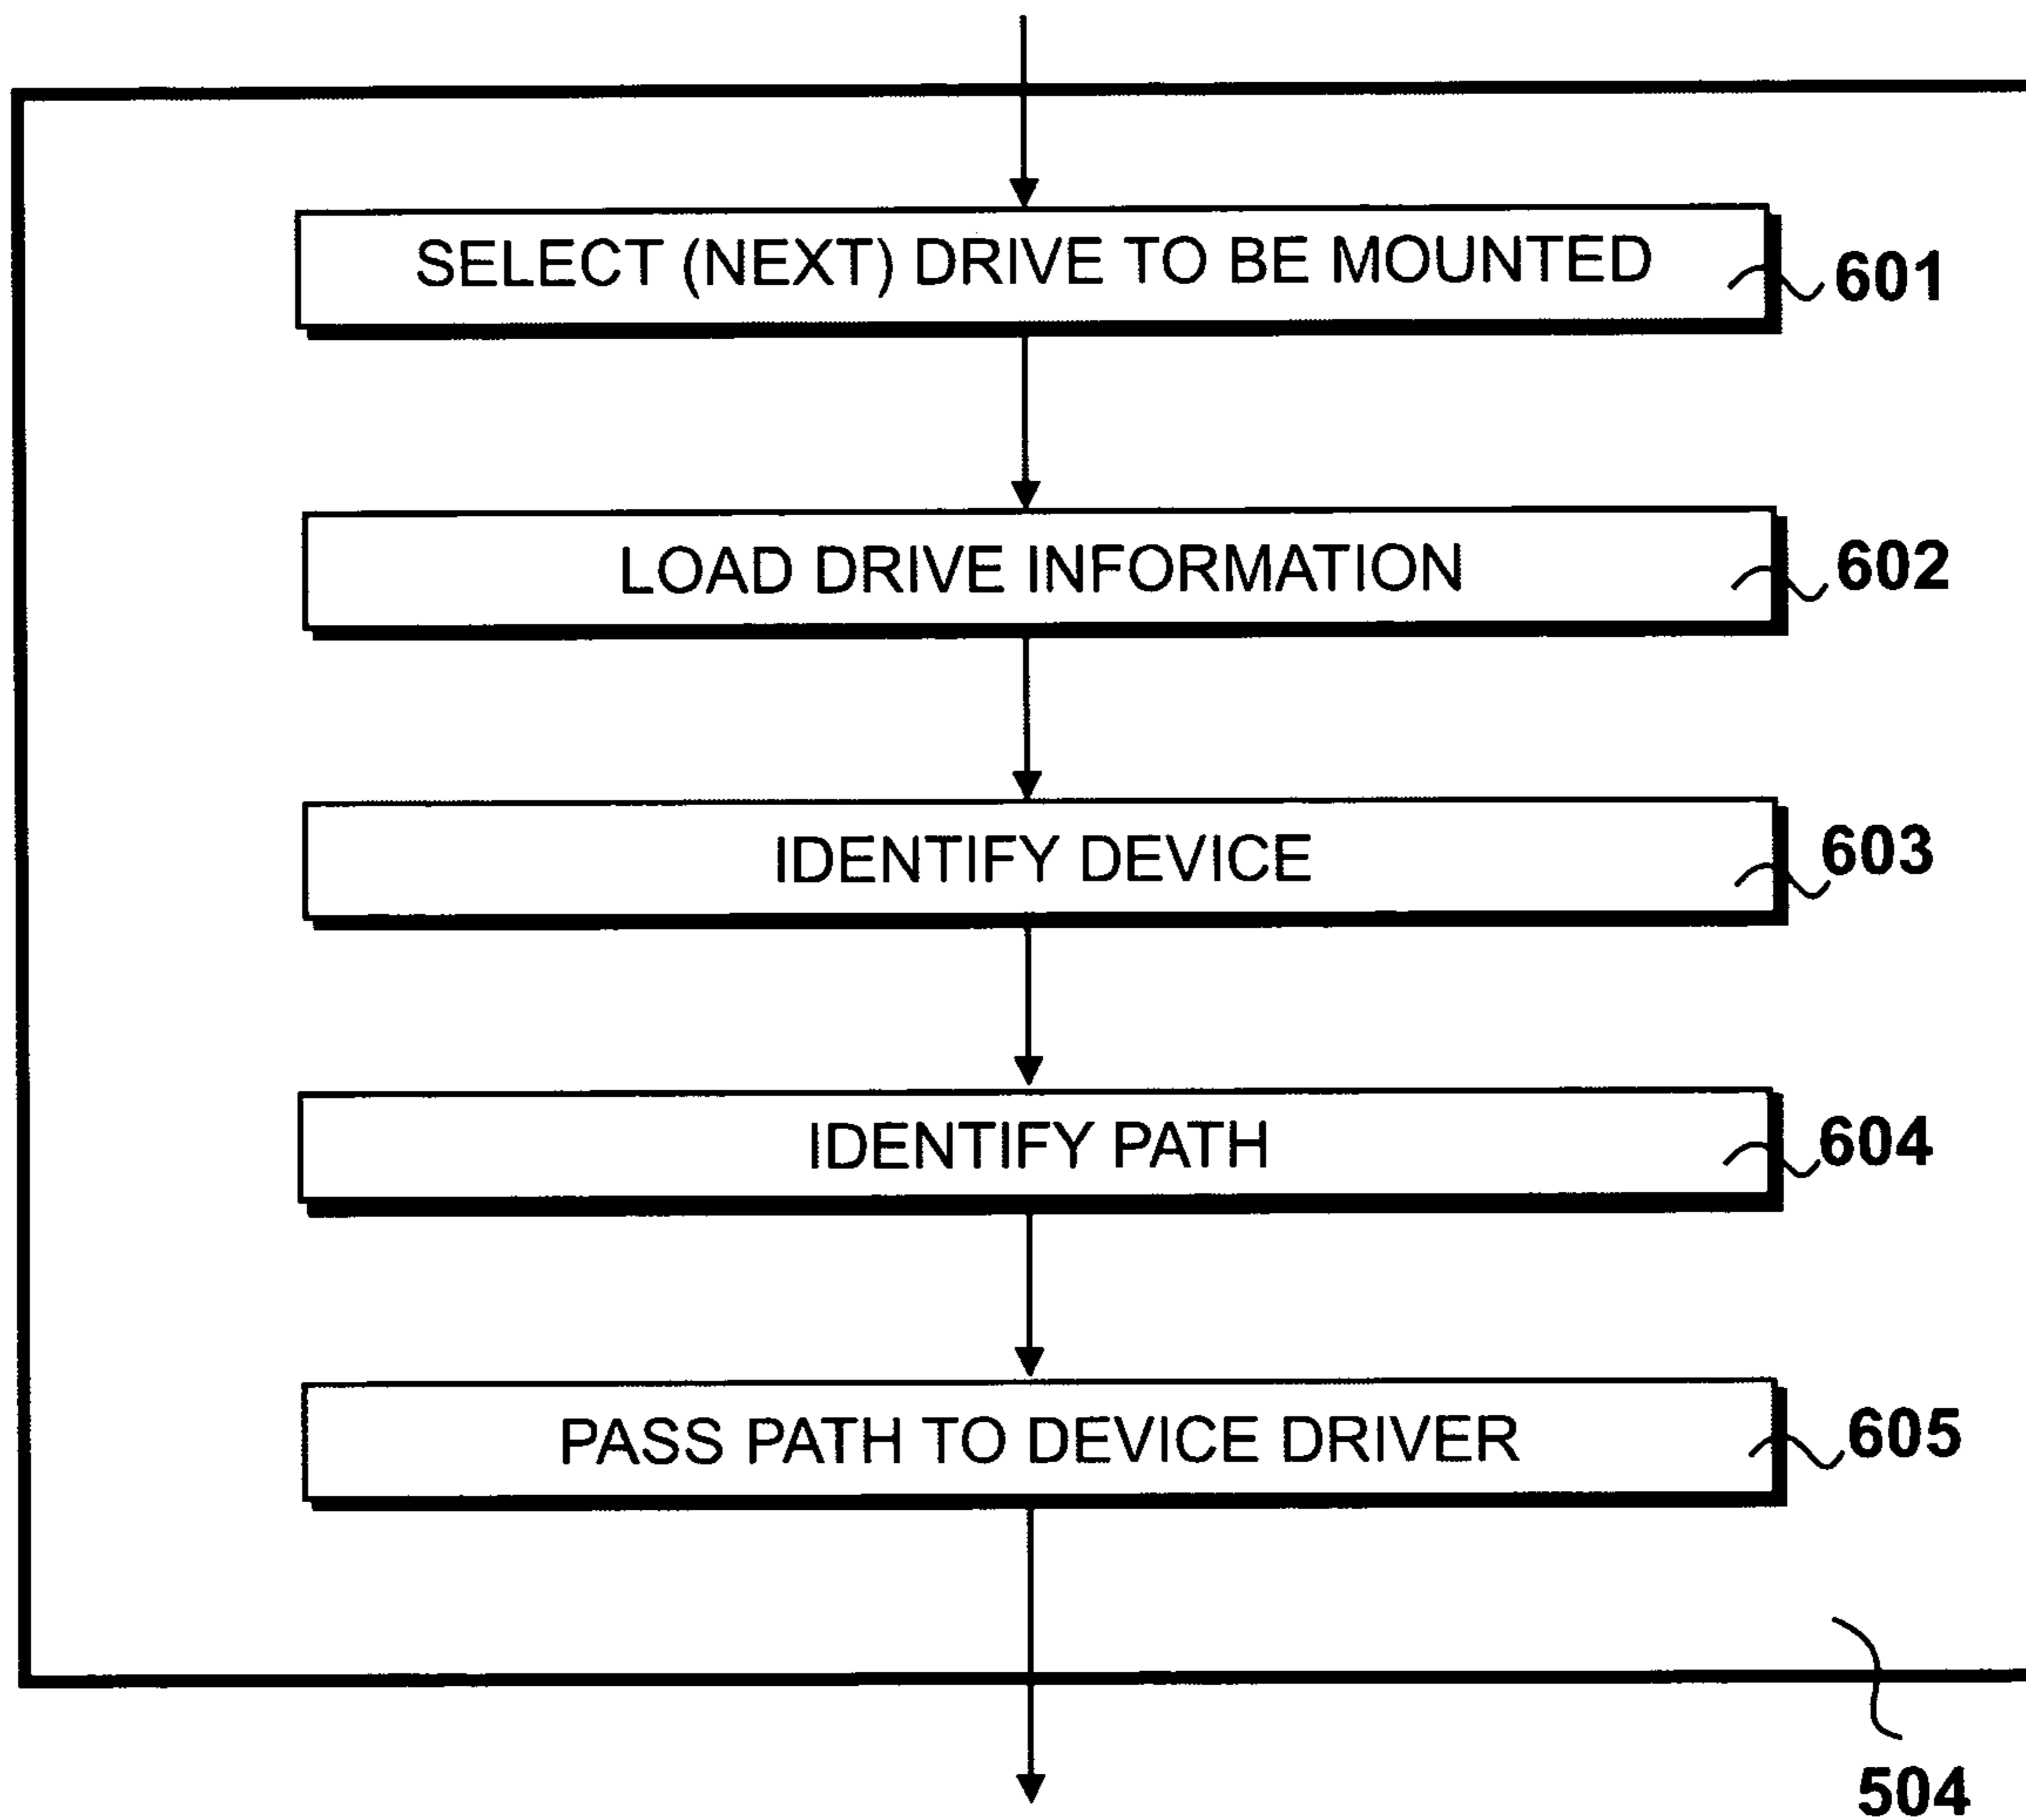 SELECT (NEXT) DRIVE TO BE MOUNTED
601
LOAD DRIVE INFORMATION
602
IDENTIFY DEVICE
603
IDENTIFY PATH
604
PASS PATH TO DEVICE DRIVER
605
504